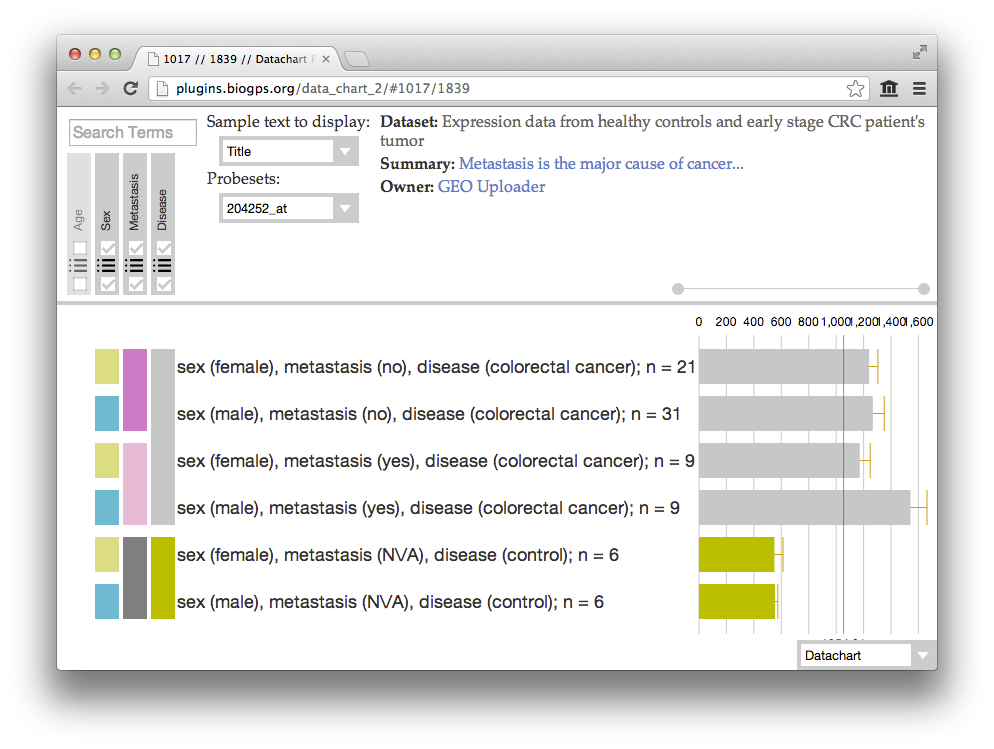 1017 // 1839 // Datachart
plugins.biogps.org/data_chart_2/#1017/1839
Search Terms
Age
Sex
Metastasis
Disease
Sample text to display:
Title
Probesets:
204252_at
Dataset: Expression data from healthy controls and early stage CRC patient's
tumor
Summary: Metastasis is the major cause of cancer...
Owner: GEO Uploader
0 200 400 600 800 1,000 1,200 1,400 1,600
sex (female), metastasis (no), disease (colorectal cancer); n = 21
sex (male), metastasis (no), disease (colorectal cancer); n = 31
sex (female), metastasis (yes), disease (colorectal cancer); n = 9
sex (male), metastasis (yes), disease (colorectal cancer); n = 9
sex (female), metastasis (N\/A), disease (control); n = 6
sex (male), metastasis (N\/A), disease (control); n = 6
Datachart